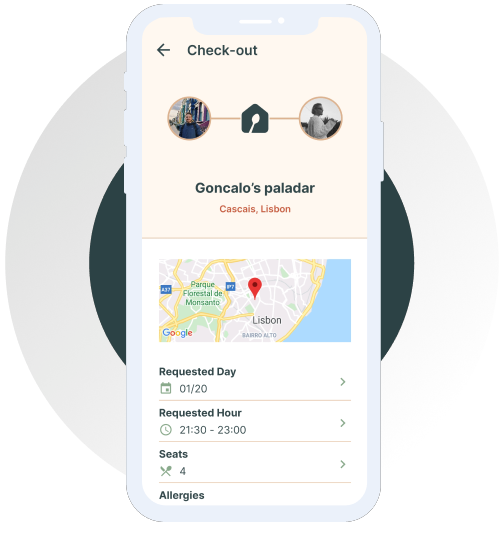 Check-out
Goncalo's paladar
Cascais, Lisbon
A37
Parque
Florestal de
Monsanto
IP7
A36
Lisbon
BAIRRO ALTO
Google
Requested Day
01/20
Requested Hour
21:30 - 23:00
Seats
4
Allergies